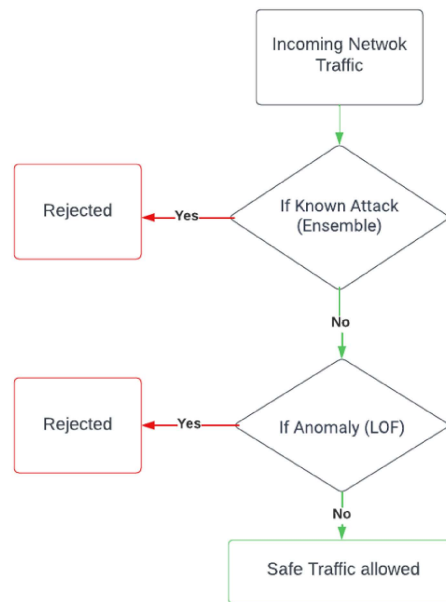 Incoming Netwok
Traffic
If Known Attack
(Ensemble)
Yes
Rejected
No
If Anomaly (LOF)
Yes
Rejected
No
Safe Traffic allowed